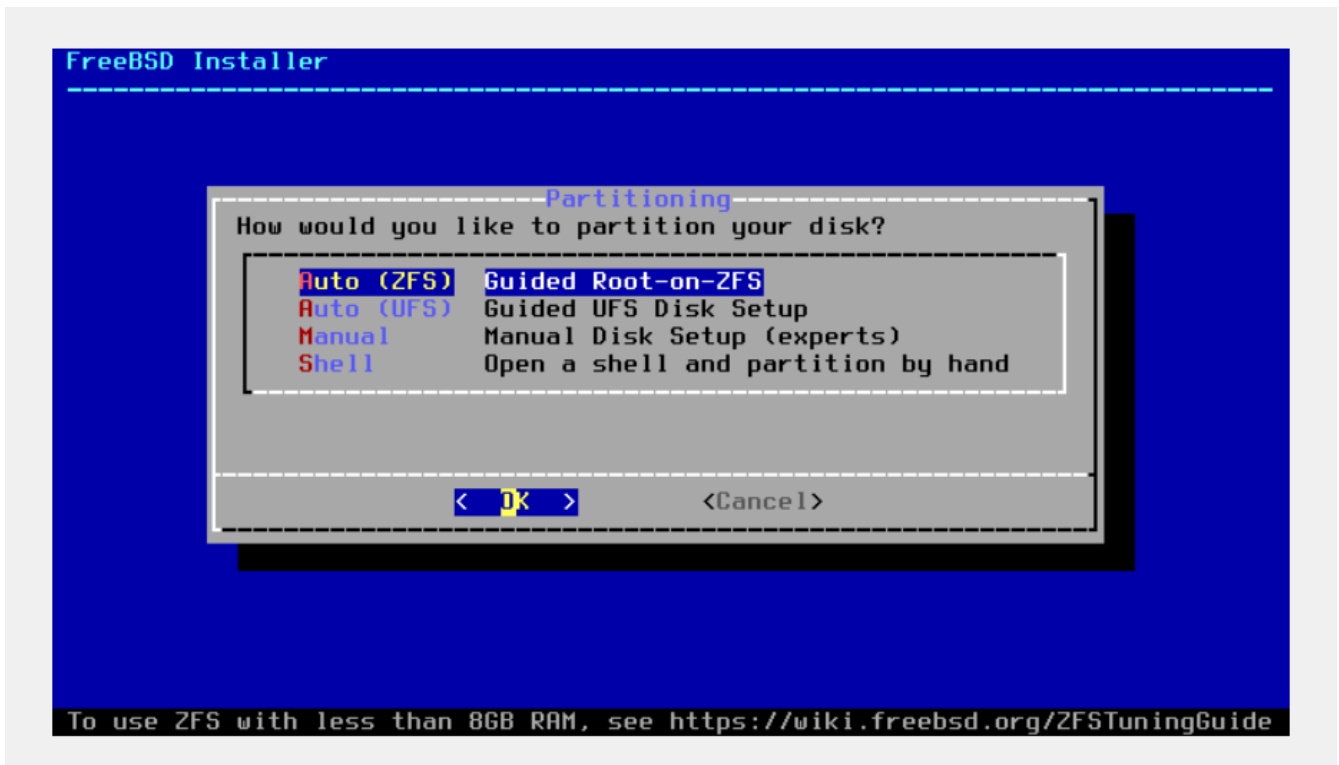 FreeBSD Installer
Partitioning
How would you like to partition your disk?
Auto (ZFS) Guided Root-on-ZFS
Auto (UFS) Guided UFS Disk Setup
Manual Manual Disk Setup (experts)
Shell Open a shell and partition by hand
< OK > <Cancel>
To use ZFS with less than 8GB RAM, see https://wiki.freebsd.org/ZFSTuningGuide